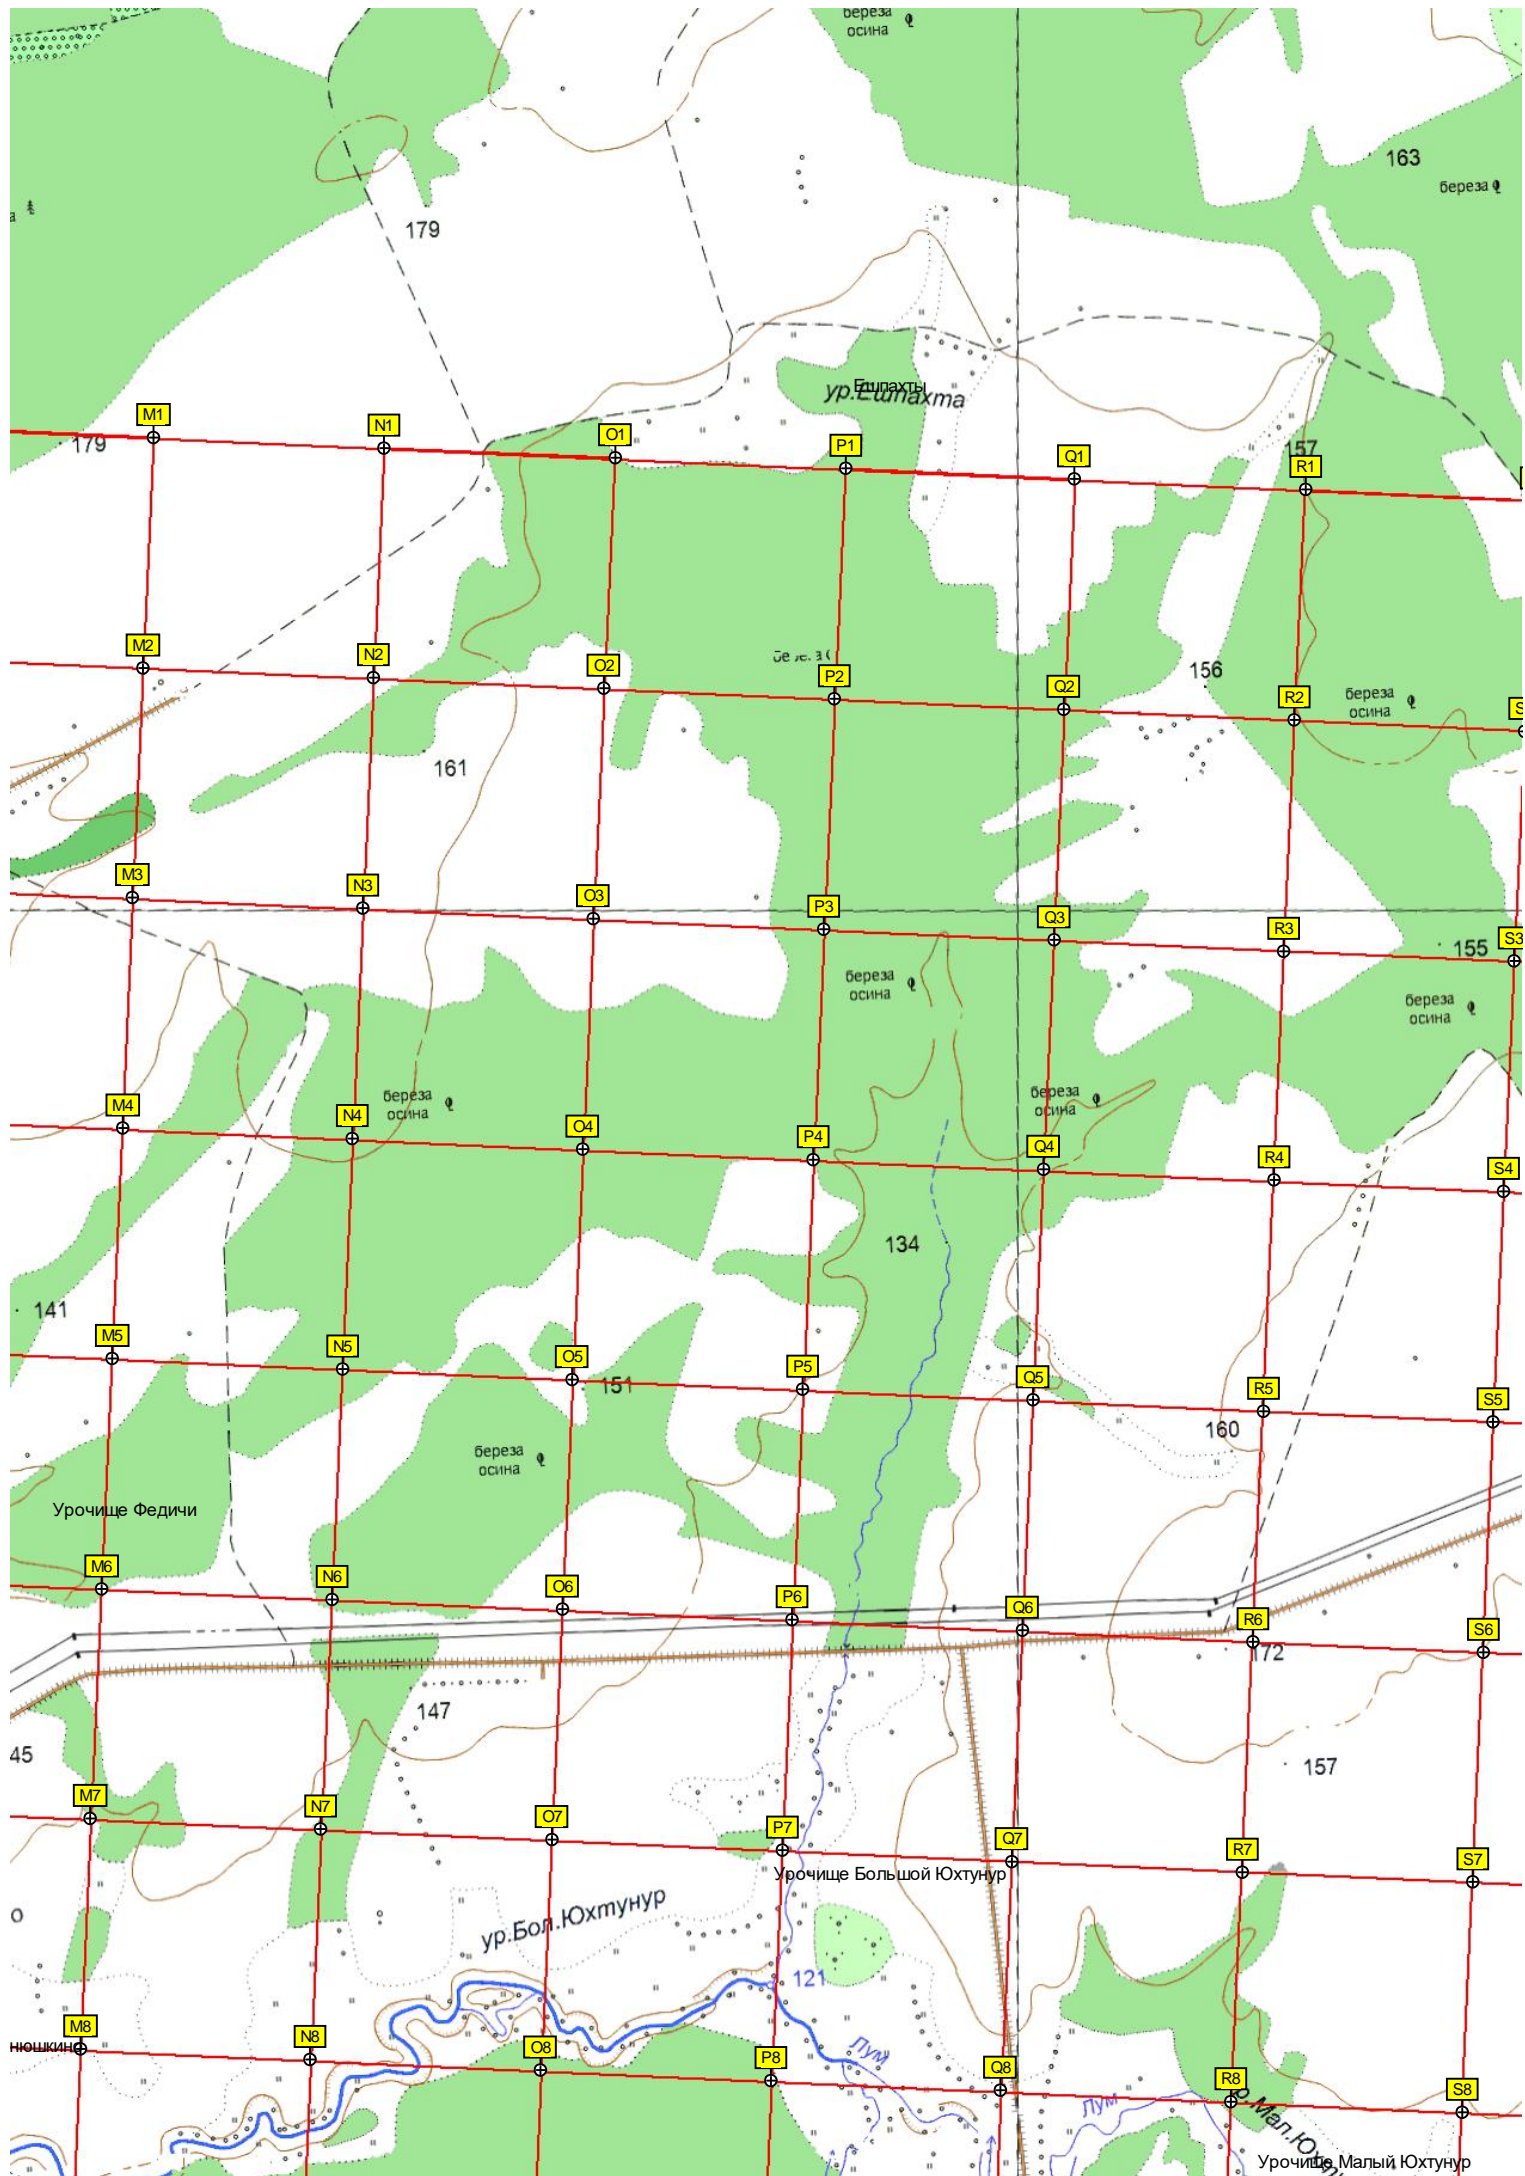 береза
осина
163
береза
179
ур.Ешпахта
Ешпахты
M1
N1
O1
P1
Q1
157
R1
179
M2
N2
O2
P2
Q2
156
R2
береза
осина
S
161
M3
N3
O3
P3
Q3
R3
155
S3
береза
осина
береза
осина
M4
N4
береза
осина
O4
P4
береза
осина
Q4
R4
S4
134
141
M5
N5
O5
151
P5
Q5
R5
S5
160
береза
осина
Урочище Федичи
M6
N6
O6
P6
Q6
R6
S6
172
147
45
157
M7
N7
O7
P7
Q7
R7
S7
Урочище Большой Юхтунур
ур.Бол.Юхтунур
121
M8
нюшкино
N8
O8
P8
Лум
Q8
Лум
R8
S8
Урочище Малый Юхтунур